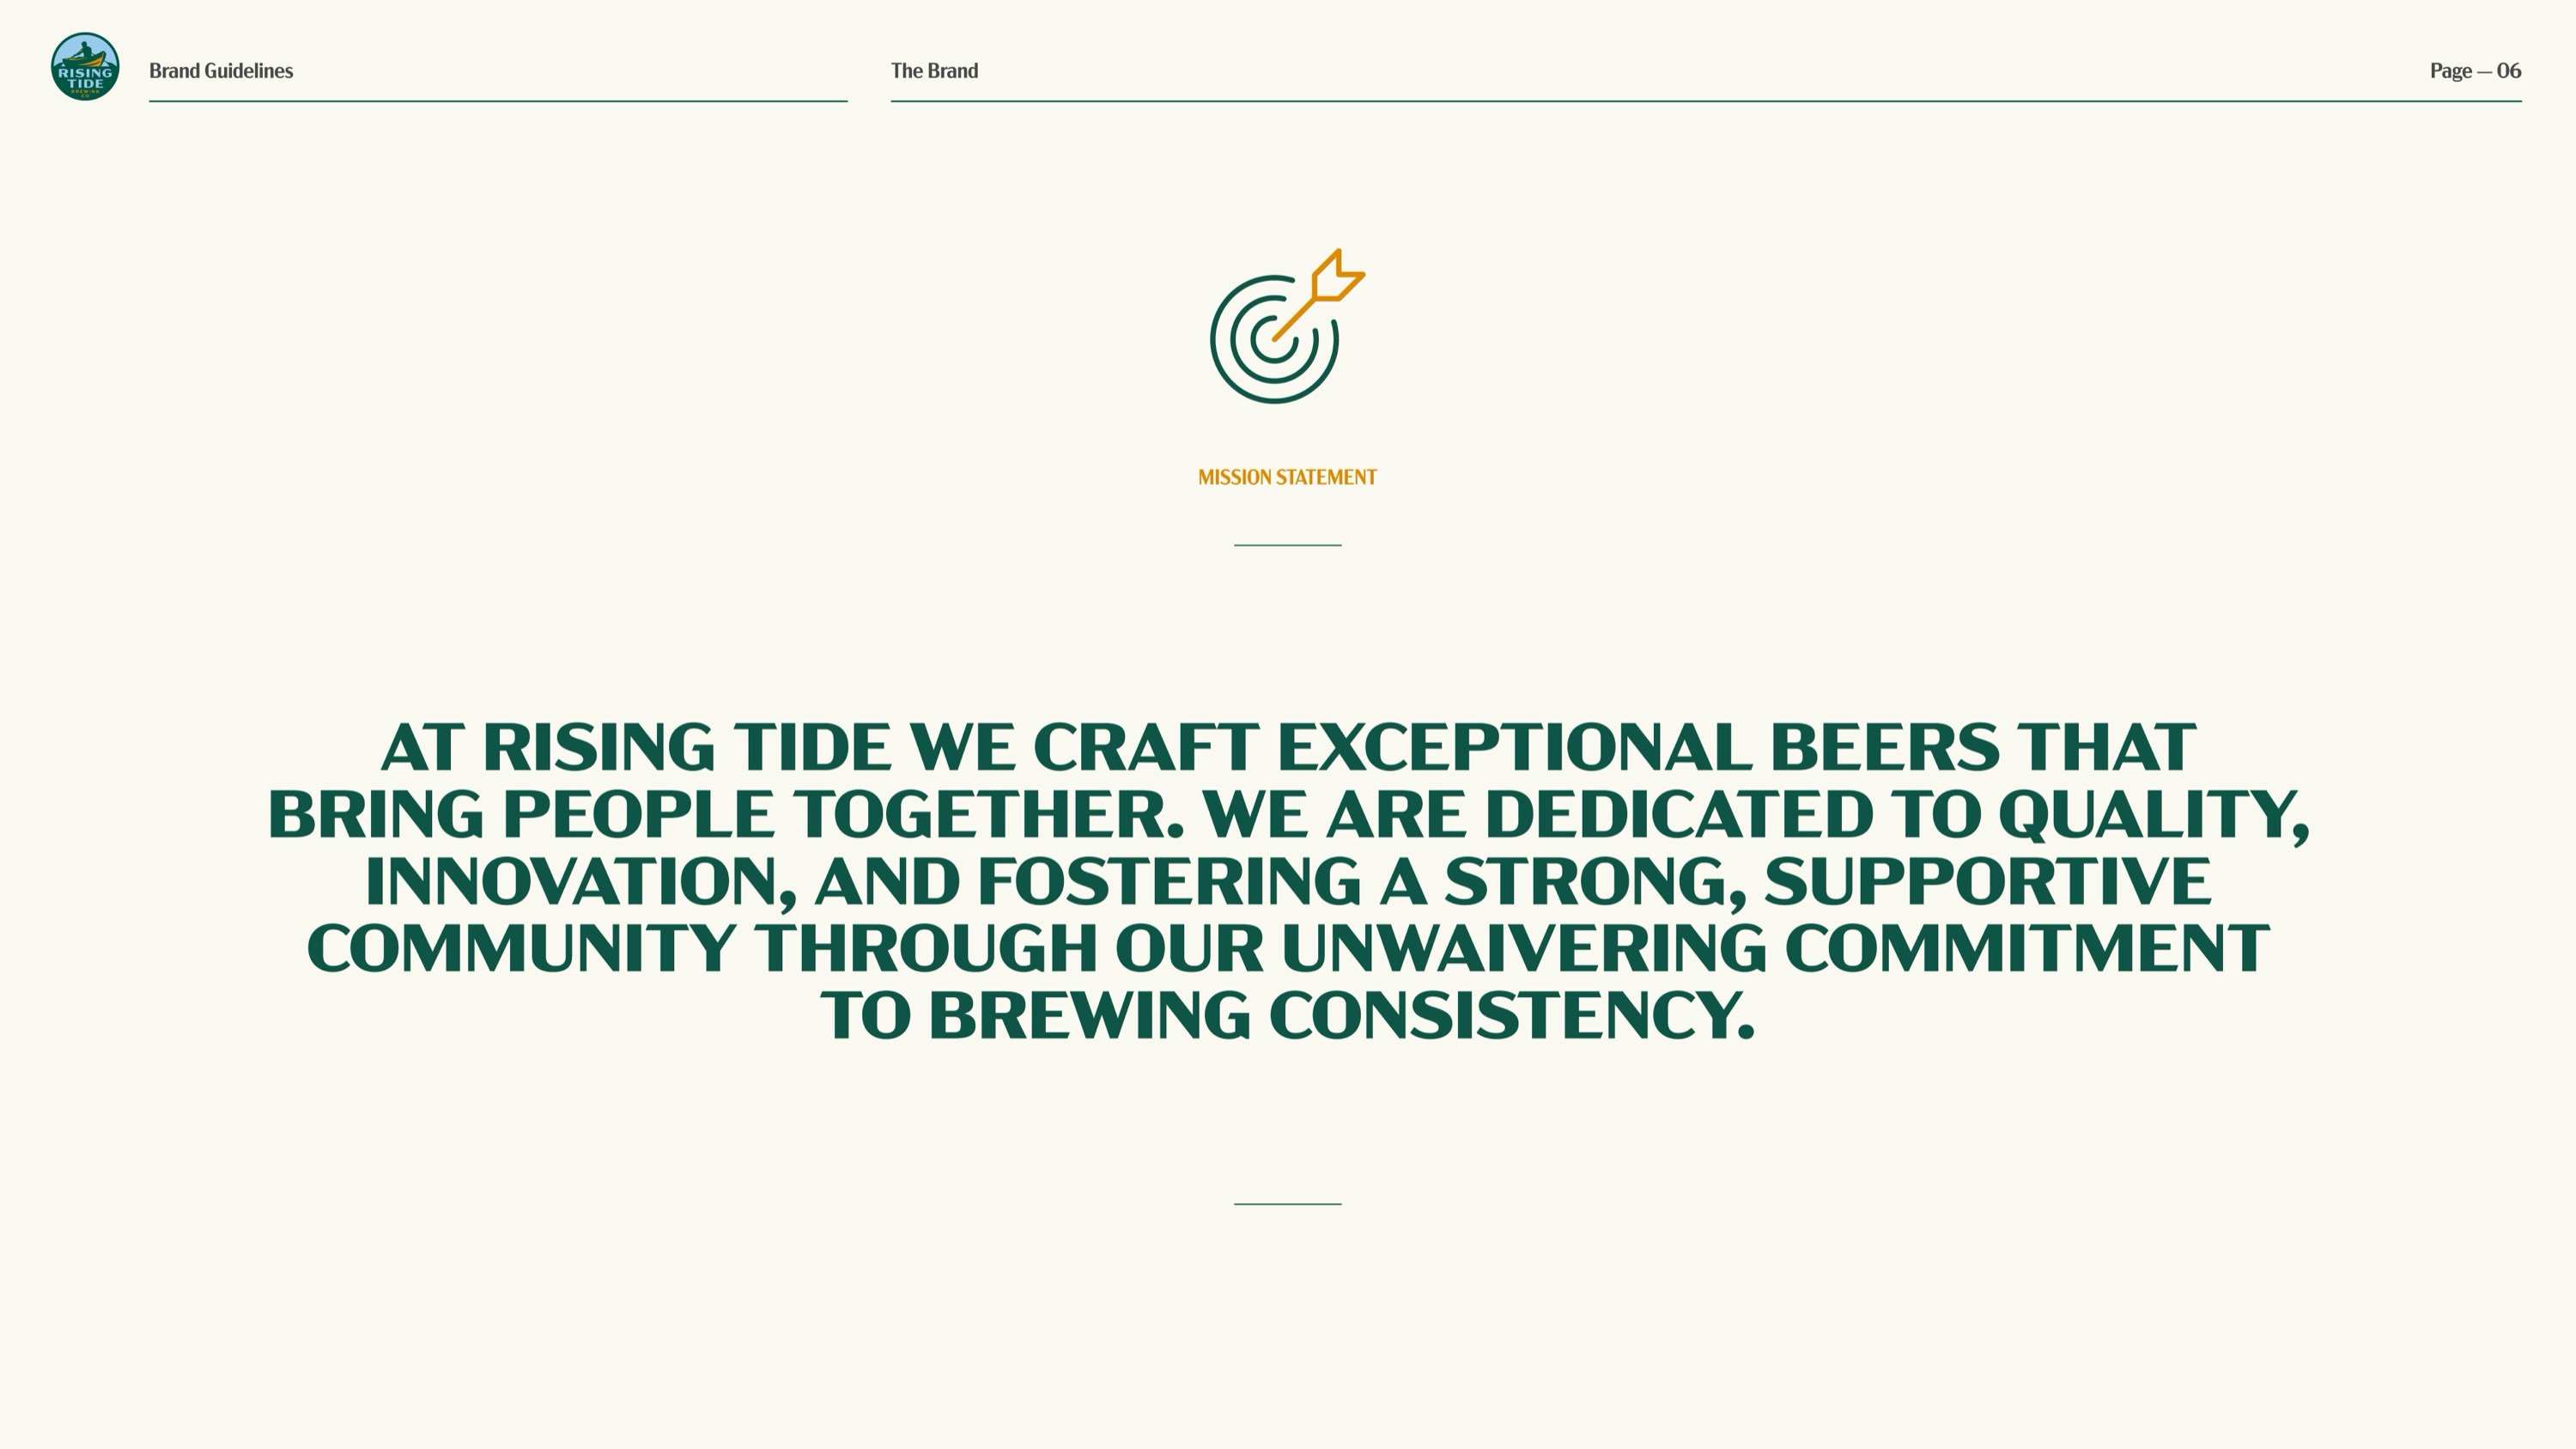 RISING
TIDE
BREWING
CO
Brand Guidelines
The Brand
Page — 06
MISSION STATEMENT
AT RISING TIDE WE CRAFT EXCEPTIONAL BEERS THAT
BRING PEOPLE TOGETHER. WE ARE DEDICATED TO QUALITY,
INNOVATION, AND FOSTERING A STRONG, SUPPORTIVE
COMMUNITY THROUGH OUR UNWAIVERING COMMITMENT
TO BREWING CONSISTENCY.